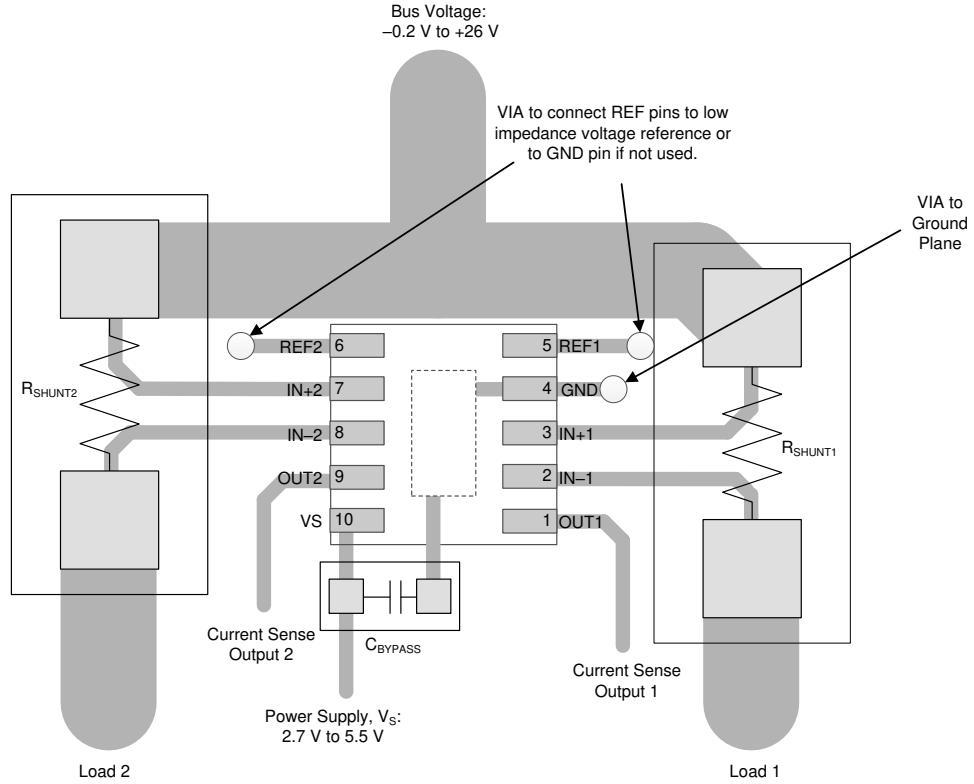 Bus Voltage:
–0.2 V to +26 V
VIA to connect REF pins to low
impedance voltage reference or
to GND pin if not used.
VIA to
Ground
Plane
REF2 6
5 REF1
IN+2 7
4 GND
RSHUNT2
IN–2 8
3 IN+1
RSHUNT1
OUT2 9
2 IN–1
VS 10
1 OUT1
Current Sense
Output 2
CBYPASS
Current Sense
Output 1
Power Supply, VS:
2.7 V to 5.5 V
Load 2
Load 1